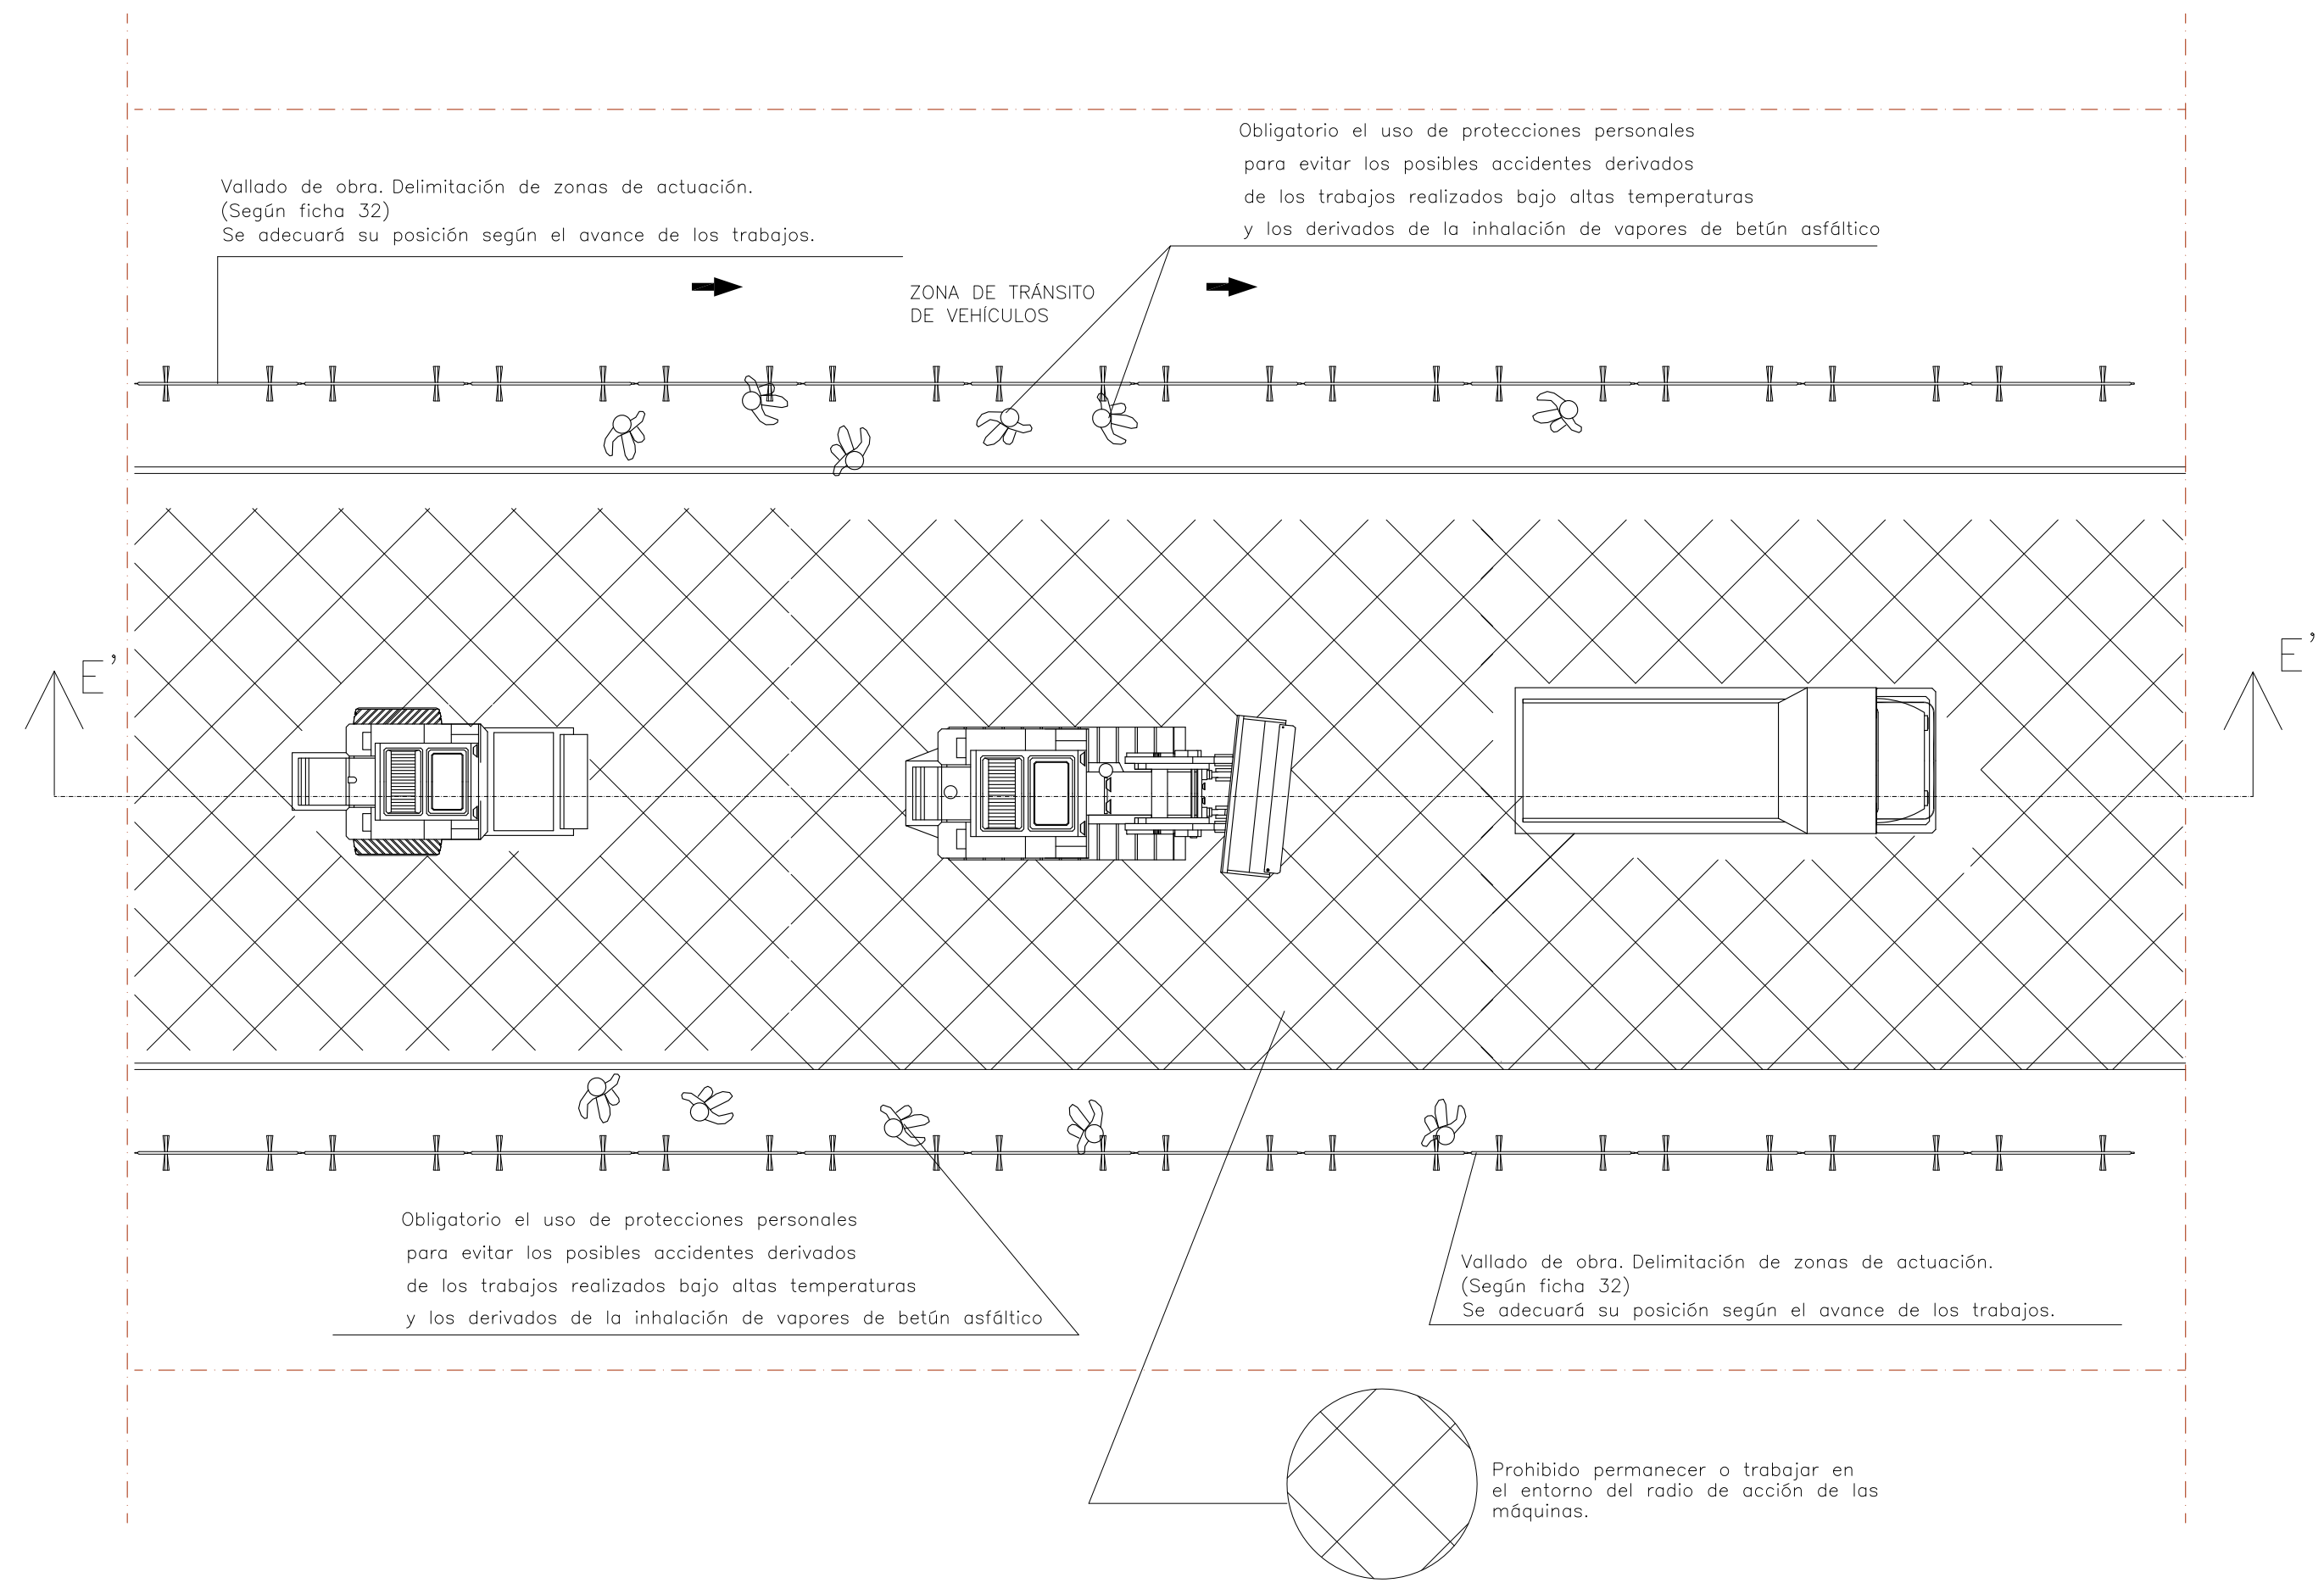 Obligatorio el uso de protecciones personales
para evitar los posibles accidentes derivados
de los trabajos realizados bajo altas temperaturas
y los derivados de la inhalación de vapores de betún asfáltico
Vallado de obra. Delimitación de zonas de actuación.
(Según ficha 32)
Se adecuará su posición según el avance de los trabajos.
ZONA DE TRÁNSITO
DE VEHÍCULOS
E'
E'
Obligatorio el uso de protecciones personales
para evitar los posibles accidentes derivados
de los trabajos realizados bajo altas temperaturas
y los derivados de la inhalación de vapores de betún asfáltico
Vallado de obra. Delimitación de zonas de actuación.
(Según ficha 32)
Se adecuará su posición según el avance de los trabajos.
Prohibido permanecer o trabajar en
el entorno del radio de acción de las
máquinas.